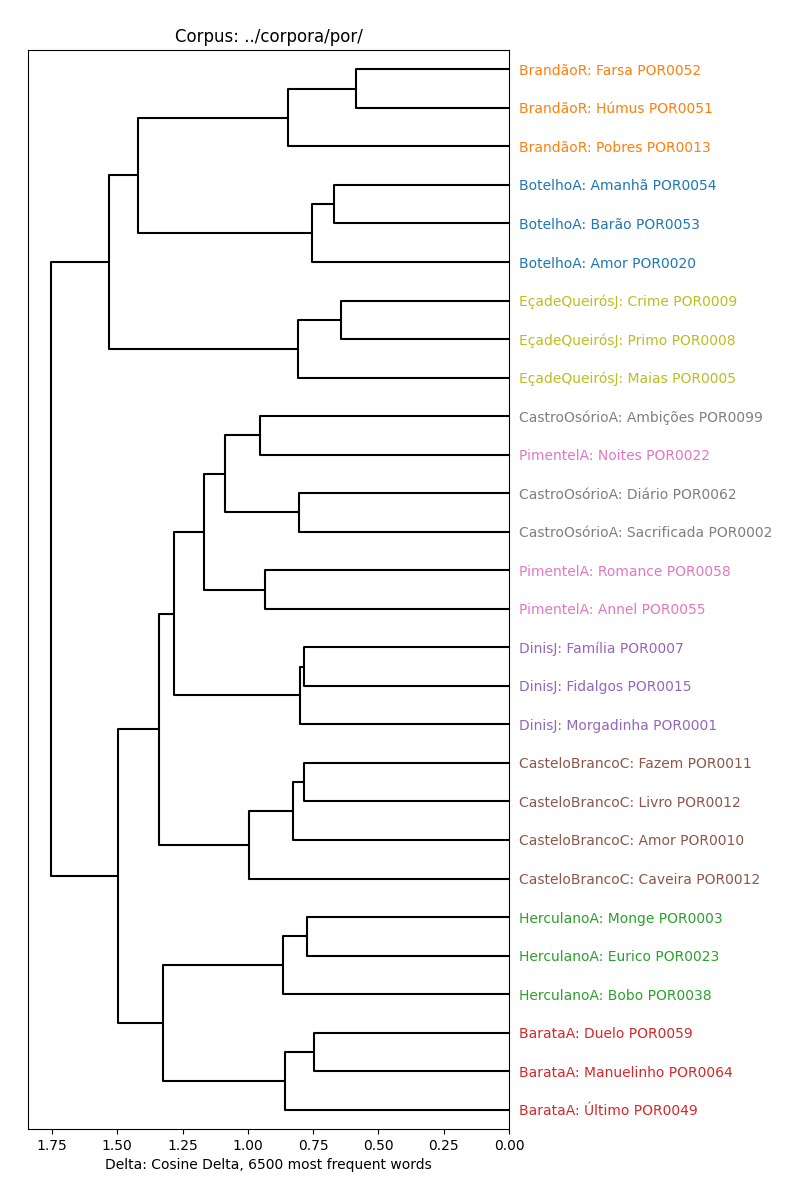 Corpus: ../corpora/por/
BrandãoR: Farsa POR0052
BrandãoR: Húmus POR0051
BrandãoR: Pobres POR0013
BotelhoA: Amanhã POR0054
BotelhoA: Barão POR0053
BotelhoA: Amor POR0020
EçadeQueirósJ: Crime POR0009
EçadeQueirósJ: Primo POR0008
EçadeQueirósJ: Maias POR0005
CastroOsórioA: Ambições POR0099
PimentelA: Noites POR0022
CastroOsórioA: Diário POR0062
CastroOsórioA: Sacrificada POR0002
PimentelA: Romance POR0058
PimentelA: Annel POR0055
DinisJ: Família POR0007
DinisJ: Fidalgos POR0015
DinisJ: Morgadinha POR0001
CasteloBrancoC: Fazem POR0011
CasteloBrancoC: Livro POR0012
CasteloBrancoC: Amor POR0010
CasteloBrancoC: Caveira POR0012
HerculanoA: Monge POR0003
HerculanoA: Eurico POR0023
HerculanoA: Bobo POR0038
BarataA: Duelo POR0059
BarataA: Manuelinho POR0064
BarataA: Último POR0049
1.75 1.50 1.25 1.00 0.75 0.50 0.25 0.00
Delta: Cosine Delta, 6500 most frequent words